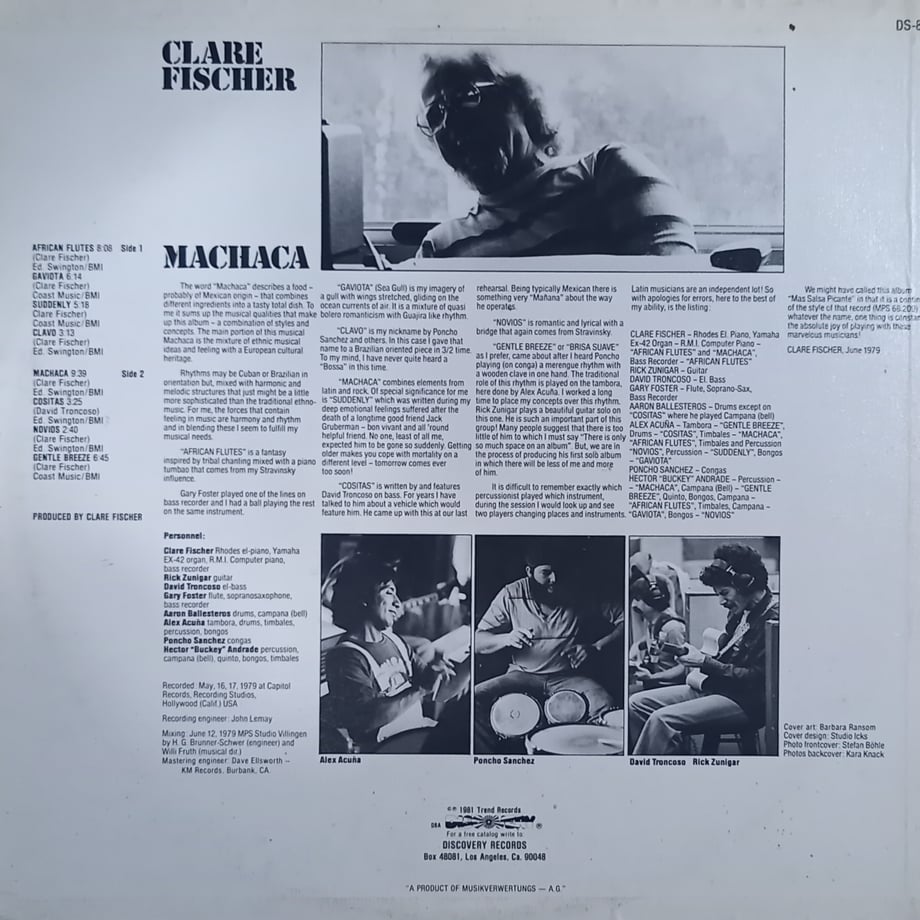 DS-8
CLARE
FISCHER
AFRICAN FLUTES 8:08 Side 1
(Clare Fischer)
Ed. Swington/BMI
GAVIOTA 6:14
(Clare Fischer)
Coast Music/BMI
SUDDENLY 5:18
Clare Fischer)
Coast Music/BMI
CLAVO 3:13
(Clare Fischer)
Ed. Swington/BMI
MACHACA 9:39 Side 2
(Clare Fischer)
Ed. Swington/BMI
COSITAS 3:25
(David Troncoso)
Ed. Swington/BMI
NOVIOS 2:40
(Clare Fischer)
Ed. Swington/BMI
GENTLE BREEZE 6:45
(Clare Fischer)
Coast Music/BMI
PRODUCED BY CLARE FISCHER
MACHACA
The word "Machaca" describes a food –
probably of Mexican origin – that combines
different ingredients into a tasty total dish. To
me it sums up the musical qualities that make
up this album – a combination of styles and
concepts. The main portion of this musical
Machaca is the mixture of ethnic musical
ideas and feeling with a European cultural
heritage.
Rhythms may be Cuban or Brazilian in
orientation but, mixed with harmonic and
melodic structures that just might be a little
more sophisticated than the traditional ethno-
music. For me, the forces that contain
feeling in music are harmony and rhythm
and in blending these I seem to fulfill my
musical needs.
"AFRICAN FLUTES" is a fantasy
inspired by tribal chanting mixed with a piano
tumbao that comes from my Stravinsky
influence.
Gary Foster played one of the lines on
bass recorder and I had a ball playing the rest
on the same instrument.
"GAVIOTA" (Sea Gull) is my imagery of
a gull with wings stretched, gliding on the
ocean currents of air. It is a mixture of quasi
bolero romanticism with Guajira like rhythm.
"CLAVO" is my nickname by Poncho
Sanchez and others. In this case I gave that
name to a Brazilian oriented piece in 3/2 time.
To my mind, I have never quite heard a
"Bossa" in this time.
"MACHACA" combines elements from
latin and rock. Of special significance for me
is "SUDDENLY" which was written during my
deep emotional feelings suffered after the
death of a longtime good friend Jack
Gruberman – bon vivant and all 'round
helpful friend. No one, least of all me,
expected him to be gone so suddenly. Getting
older makes you cope with mortality on a
different level – tomorrow comes ever
too soon!
"COSITAS" is written by and features
David Troncoso on bass. For years I have
talked to him about a vehicle which would
feature him. He came up with this at our last
rehearsal. Being typically Mexican there is
something very "Mañana" about the way
he operates.
"NOVIOS" is romantic and lyrical with a
bridge that again comes from Stravinsky.
"GENTLE BREEZE" or "BRISA SUAVE"
as I prefer, came about after I heard Poncho
playing (on conga) a merengue rhythm with
a wooden clave in one hand. The traditional
role of this rhythm is played on the tambora,
here done by Alex Acuña. I worked a long
time to place my concepts over this rhythm.
Rick Zunigar plays a beautiful guitar solo on
this one. He is such an important part of this
group! Many people suggest that there is too
little of him to which I must say "There is only
so much space on an album". But, we are in
the process of producing his first solo album
in which there will be less of me and more
of him.
It is difficult to remember exactly which
percussionist played which instrument,
during the session I would look up and see
two players changing places and instruments.
Latin musicians are an independent lot! So
with apologies for errors, here to the best of
my ability, is the listing:
CLARE FISCHER – Rhodes El. Piano, Yamaha
Ex-42 Organ – R.M.I. Computer Piano –
"AFRICAN FLUTES" and "MACHACA",
Bass Recorder – "AFRICAN FLUTES"
RICK ZUNIGAR – Guitar
DAVID TRONCOSO – El. Bass
GARY FOSTER – Flute, Soprano-Sax,
Bass Recorder
AARON BALLESTEROS – Drums except on
"COSITAS" where he played Campana (bell)
ALEX ACUÑA – Tambora – "GENTLE BREEZE",
Drums – "COSITAS", Timbales – "MACHACA",
"AFRICAN FLUTES", Timbales and Percussion
"NOVIOS", Percussion – "SUDDENLY", Bongos
– "GAVIOTA"
PONCHO SANCHEZ – Congas
HECTOR "BUCKEY" ANDRADE – Percussion –
– "MACHACA", Campana (Bell) – "GENTLE
BREEZE", Quinto, Bongos, Campana –
"AFRICAN FLUTES", Timbales, Campana –
"GAVIOTA", Bongos – "NOVIOS"
We might have called this album
"Mas Salsa Picante" in that it is a
of the style of that record (MPS
whatever the name, one thing is
the absolute joy of playing with these
marvelous musicians!
CLARE FISCHER, June 1979
Personnel:
Clare Fischer Rhodes el-piano, Yamaha
EX-42 organ, R.M.I. Computer piano,
bass recorder
Rick Zunigar guitar
David Troncoso el-bass
Gary Foster flute, sopranosaxophone,
bass recorder
Aaron Ballesteros drums, campana (bell)
Alex Acuña tambora, drums, timbales,
percussion, bongos
Poncho Sanchez congas
Hector "Buckey" Andrade percussion,
campana (bell), quinto, bongos, timbales
Recorded: May, 16, 17, 1979 at Capitol
Records, Recording Studios,
Hollywood (Calif.) USA
Recording engineer: John Lemay
Mixing: June 12, 1979 MPS Studio Villingen
by H. G. Brunner-Schwer (engineer) and
Willi Fruth (musical dir.)
Mastering engineer: Dave Ellsworth –
KM Records, Burbank, CA.
Alex Acuña
Poncho Sanchez
David Troncoso Rick Zunigar
Cover art: Barbara Ransom
Cover design: Studio Icks
Photo frontcover: Stefan Böhle
Photos backcover: Kara Knack
© ℗ 1981 Trend Records
DBA
®
For a free catalog write to:
DISCOVERY RECORDS
Box 48081, Los Angeles, Ca. 90048
"A PRODUCT OF MUSIKVERWERTUNGS — A.G."